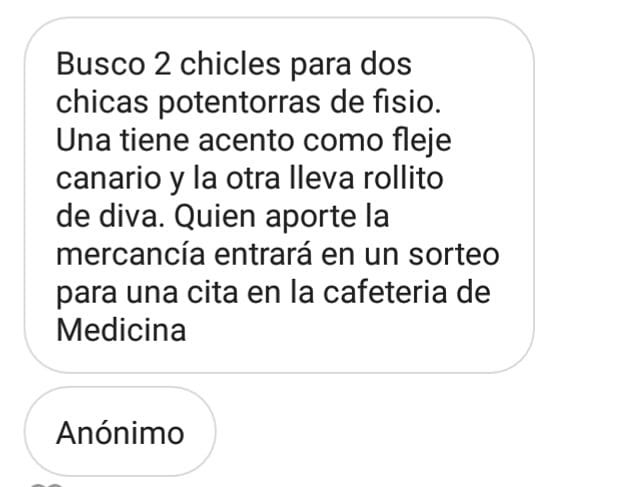 Busco 2 chicles para dos
chicas potentorras de fisio.
Una tiene acento como fleje
canario y la otra lleva rollito
de diva. Quien aporte la
mercancía entrará en un sorteo
para una cita en la cafeteria de
Medicina
Anónimo